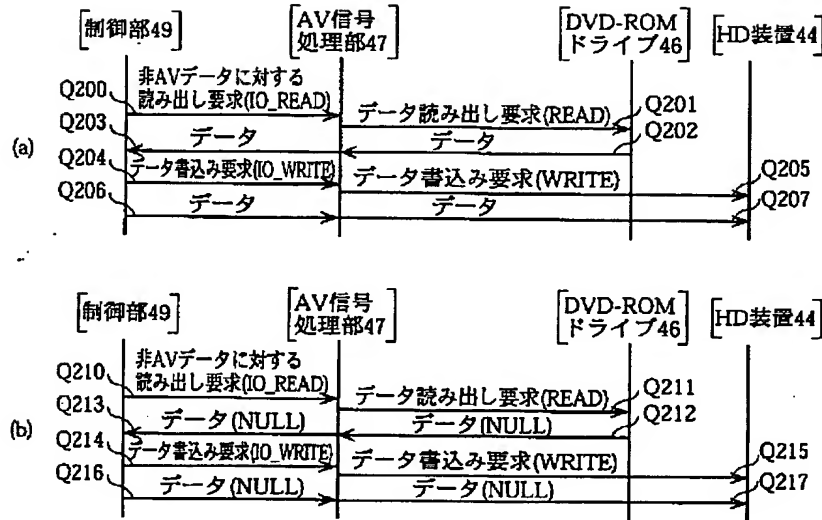 [制御部49]
[AV信号
処理部47]
[DVD-ROM
ドライブ46]
[HD装置44]
(a)
Q200
非AVデータに対する
読み出し要求(IO_READ)
データ読み出し要求(READ)
Q201
Q203
データ
データ
Q202
Q204
データ書込み要求(IO_WRITE)
データ書込み要求(WRITE)
Q205
Q206
データ
データ
Q207
[制御部49]
[AV信号
処理部47]
[DVD-ROM
ドライブ46]
[HD装置44]
(b)
Q210
非AVデータに対する
読み出し要求(IO_READ)
データ読み出し要求(READ)
Q211
Q213
データ(NULL)
データ(NULL)
Q212
Q214
データ書込み要求(IO_WRITE)
データ書込み要求(WRITE)
Q215
Q216
データ(NULL)
データ(NULL)
Q217